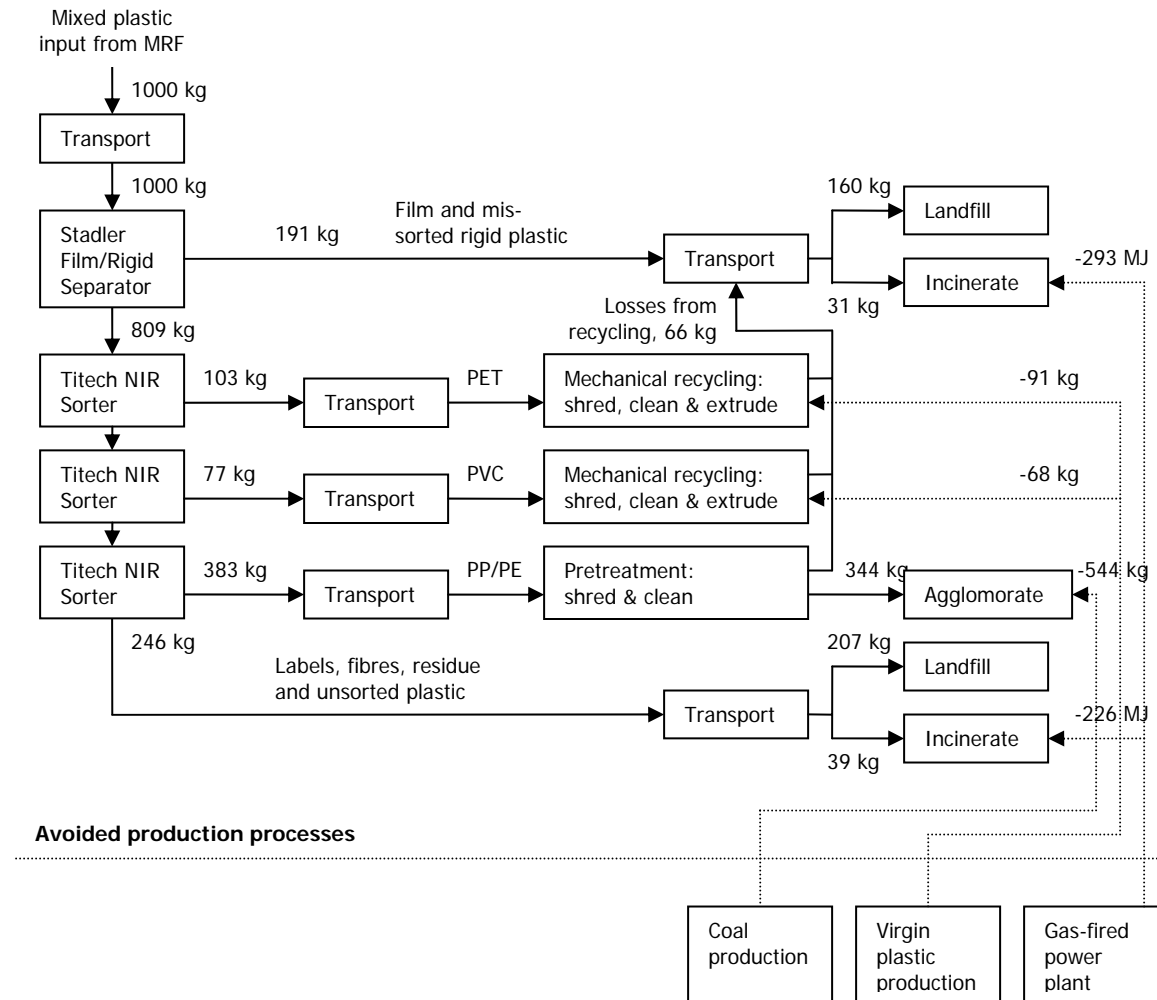 Mixed plastic
input from MRF
1000 kg
Transport
1000 kg
Stadler
Film/Rigid
Separator
191 kg
Film and mis-
sorted rigid plastic
Transport
160 kg
Landfill
Incinerate
31 kg
-293 MJ
Losses from
recycling, 66 kg
809 kg
Titech NIR
Sorter
103 kg
Transport
PET
Mechanical recycling:
shred, clean & extrude
-91 kg
Titech NIR
Sorter
77 kg
Transport
PVC
Mechanical recycling:
shred, clean & extrude
-68 kg
Titech NIR
Sorter
383 kg
Transport
PP/PE
Pretreatment:
shred & clean
344 kg
Agglomorate
-544 kg
246 kg
Labels, fibres, residue
and unsorted plastic
Transport
207 kg
Landfill
Incinerate
39 kg
-226 MJ
Avoided production processes
Coal
production
Virgin
plastic
production
Gas-fired
power
plant